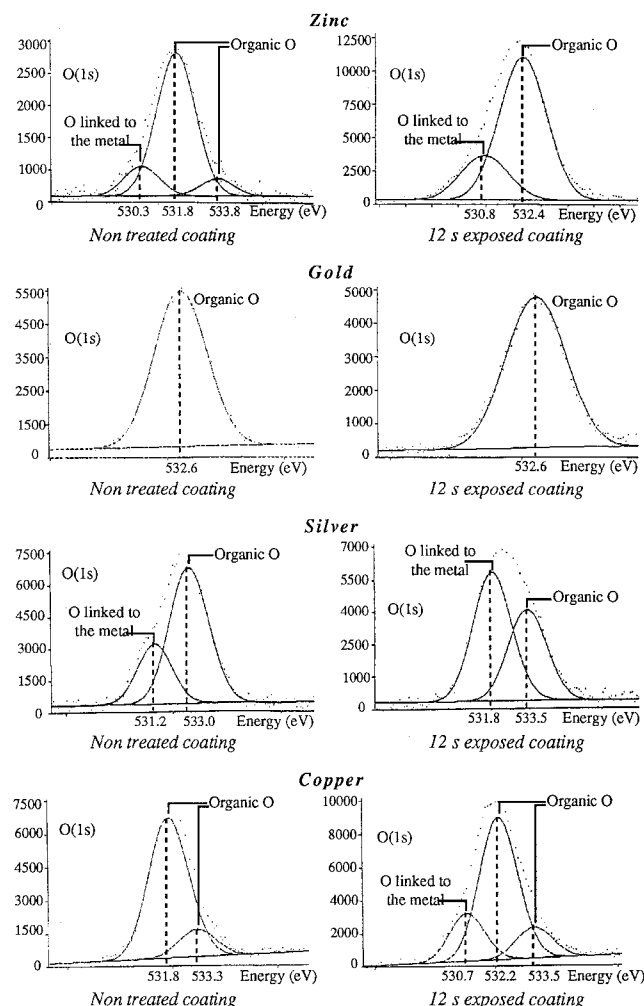 Zinc
3000
2500
2000
1000
0
O(1s)
Organic O
O linked to
the metal
530.3 531.8 533.8 Energy (eV)
Non treated coating
12500
10000
7500
5000
2500
0
O(1s)
Organic O
O linked to
the metal
530.8 532.4 Energy (eV)
12 s exposed coating
Gold
5500
4500
3500
2500
1500
0
O(1s)
Organic O
532.6 Energy (eV)
Non treated coating
5000
4000
3000
2000
1000
0
O(1s)
Organic O
532.6 Energy (eV)
12 s exposed coating
Silver
7500
6000
4500
3000
1200
0
O(1s)
Organic O
O linked to
the metal
531.2 533.0 Energy (eV)
Non treated coating
7000
5500
4000
2500
1000
0
O linked to
the metal
Organic O
O(1s)
531.8 533.5 Energy (eV)
12 s exposed coating
Copper
7500
6000
4500
3000
1500
0
O(1s)
Organic O
531.8 533.3 Energy (eV)
Non treated coating
10000
8000
6000
4000
2000
0
O(1s)
Organic O
O linked to
the metal
530.7 532.2 533.5 Energy (eV)
12 s exposed coating